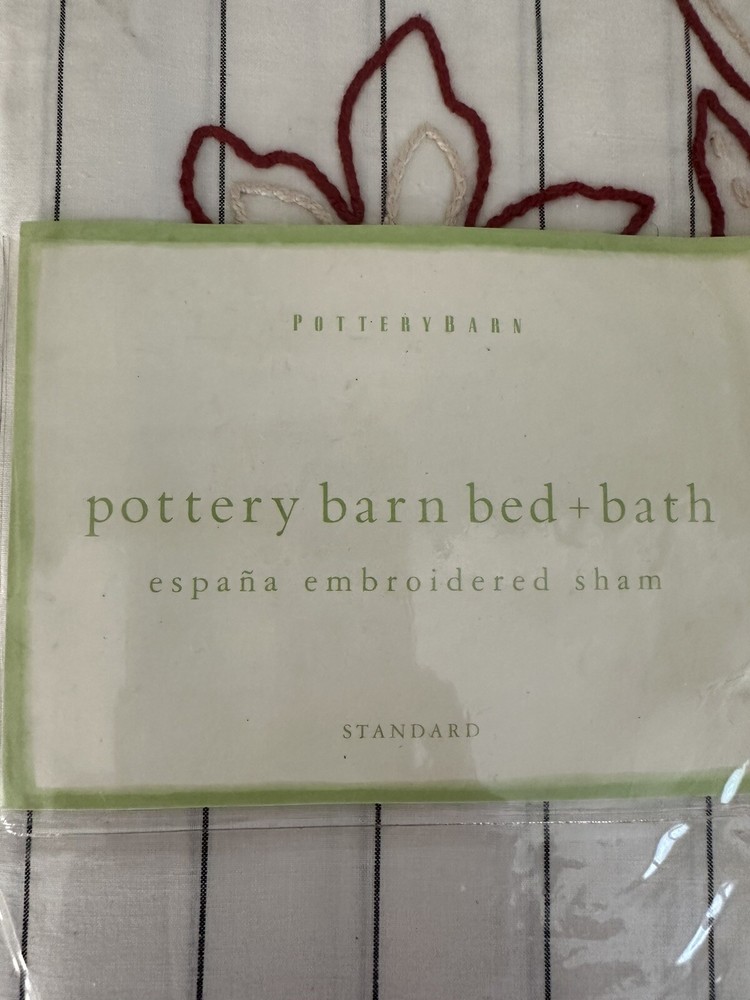 POTTERYBARN
pottery barn bed+bath
españa embroidered sham
STANDARD